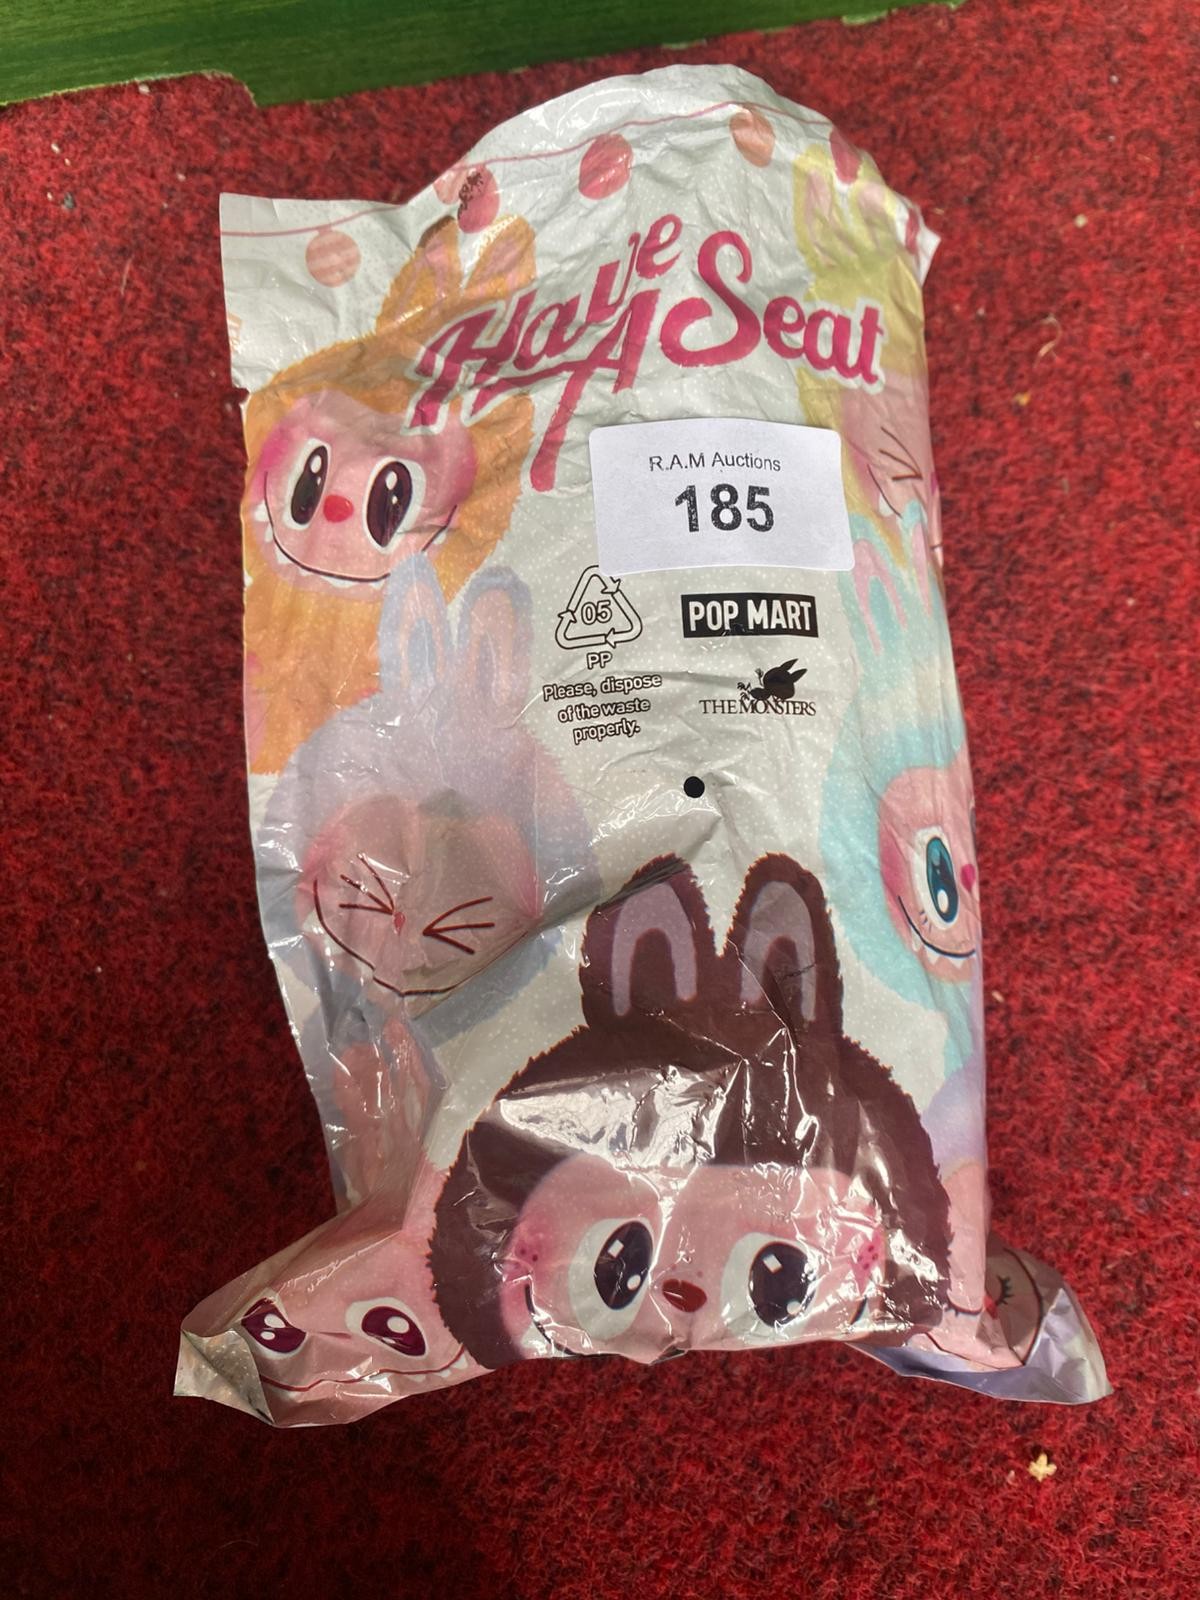 Have
A Seat
R.A.M Auctions
185
05
PP
Please, dispose
of the waste
properly.
POP MART
THE MONSTERS